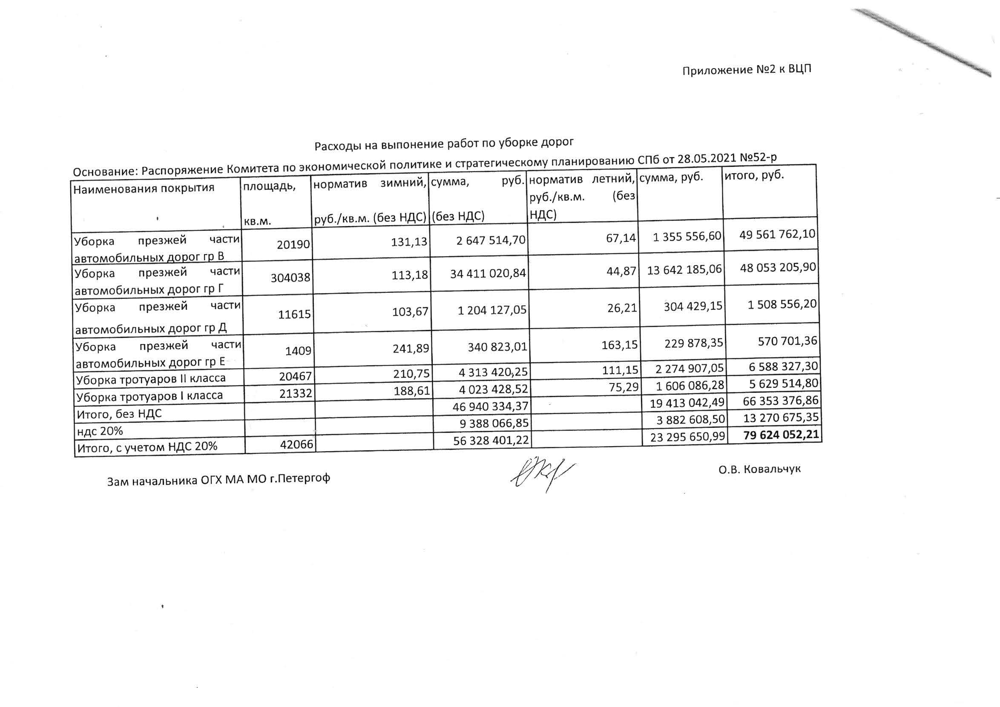 Приложение №2 к ВЦП
Расходы на выпонение работ по уборке дорог
Основание: Распоряжение Комитета по экономической политике и стратегическому планированию СПб от 28.05.2021 №52-р
Наименования покрытия площадь, кв.м. норматив зимний, руб./кв.м. (без НДС) сумма, руб. (без НДС) норматив летний, руб./кв.м. (без НДС) сумма, руб. итого, руб.
Уборка презжей части автомобильных дорог гр В 20190 131,13 2 647 514,70 67,14 1 355 556,60 49 561 762,10
Уборка презжей части автомобильных дорог гр Г 304038 113,18 34 411 020,84 44,87 13 642 185,06 48 053 205,90
Уборка презжей части автомобильных дорог гр Д 11615 103,67 1 204 127,05 26,21 304 429,15 1 508 556,20
Уборка презжей части автомобильных дорог гр Е 1409 241,89 340 823,01 163,15 229 878,35 570 701,36
Уборка тротуаров II класса 20467 210,75 4 313 420,25 111,15 2 274 907,05 6 588 327,30
Уборка тротуаров I класса 21332 188,61 4 023 428,52 75,29 1 606 086,28 5 629 514,80
Итого, без НДС 46 940 334,37 19 413 042,49 66 353 376,86
ндс 20% 9 388 066,85 3 882 608,50 13 270 675,35
Итого, с учетом НДС 20% 42066 56 328 401,22 23 295 650,99 79 624 052,21
Зам начальника ОГХ МА МО г.Петергоф О.В. Ковальчук